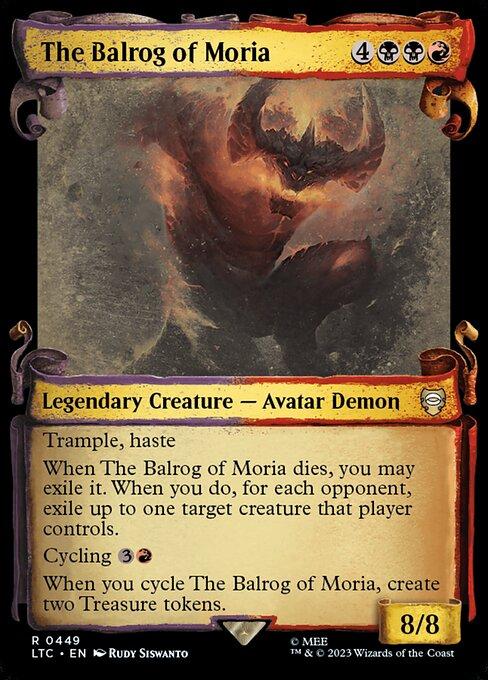 The Balrog of Moria 4
Legendary Creature — Avatar Demon
Trample, haste
When The Balrog of Moria dies, you may
exile it. When you do, for each opponent,
exile up to one target creature that player
controls.
Cycling 3
When you cycle The Balrog of Moria, create
two Treasure tokens.
8/8
R 0449
LTC • EN Rudy Siswanto
© MEE
™ & © 2023 Wizards of the Coast